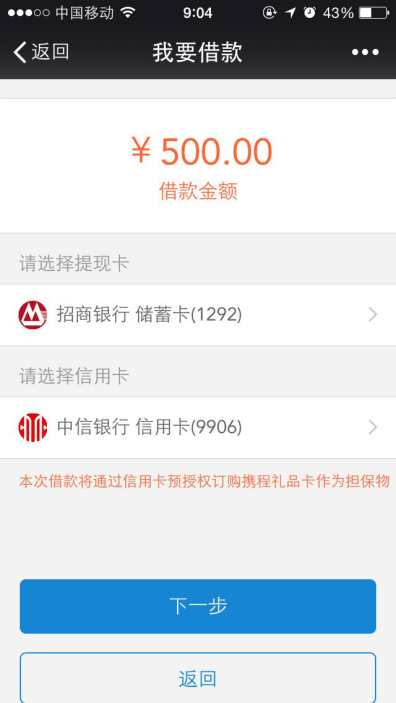 中国移动 9:04 43%
返回 我要借款
¥500.00
借款金额
请选择提现卡
招商银行 储蓄卡(1292)
请选择信用卡
中信银行 信用卡(9906)
本次借款将通过信用卡预授权订购携程礼品卡作为担保物
下一步
返回